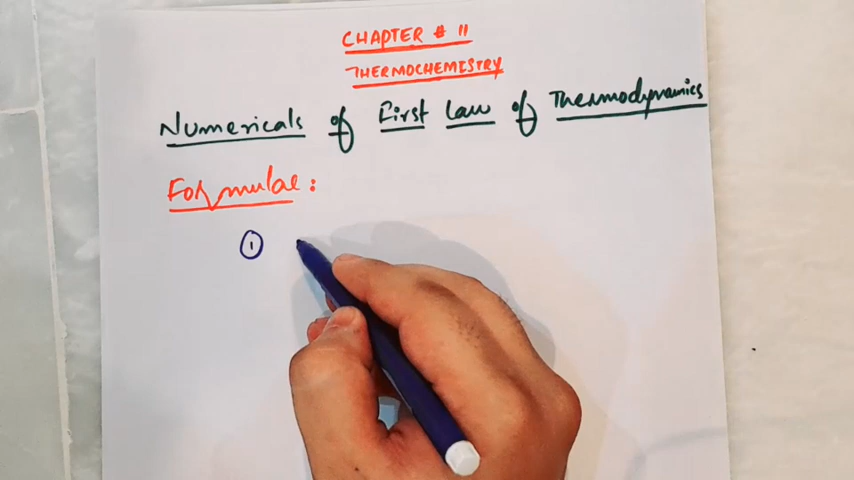 CHAPTER # 11
THERMOCHEMISTRY
Numericals of First Law of Thermodynamics
Formulae :
①